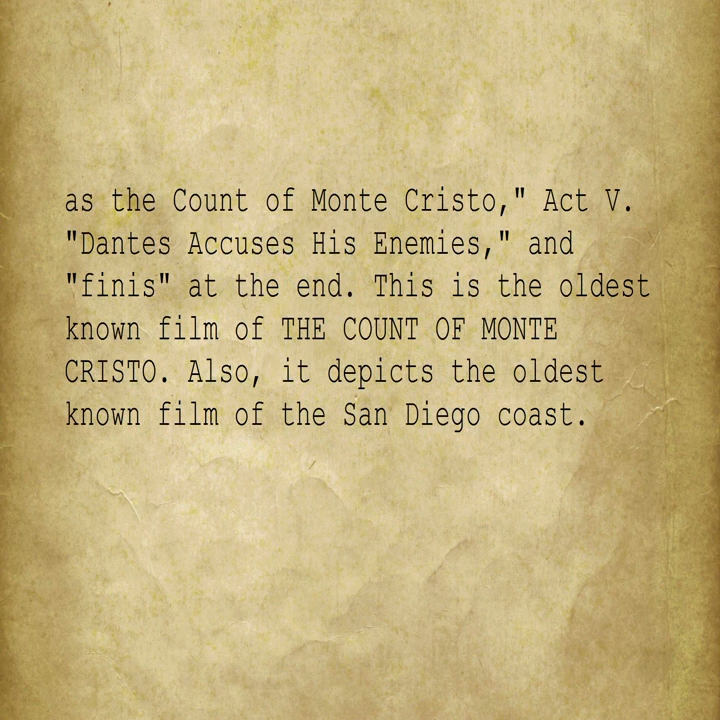 as the Count of Monte Cristo," Act V.
"Dantes Accuses His Enemies," and
"finis" at the end. This is the oldest
known film of THE COUNT OF MONTE
CRISTO. Also, it depicts the oldest
known film of the San Diego coast.